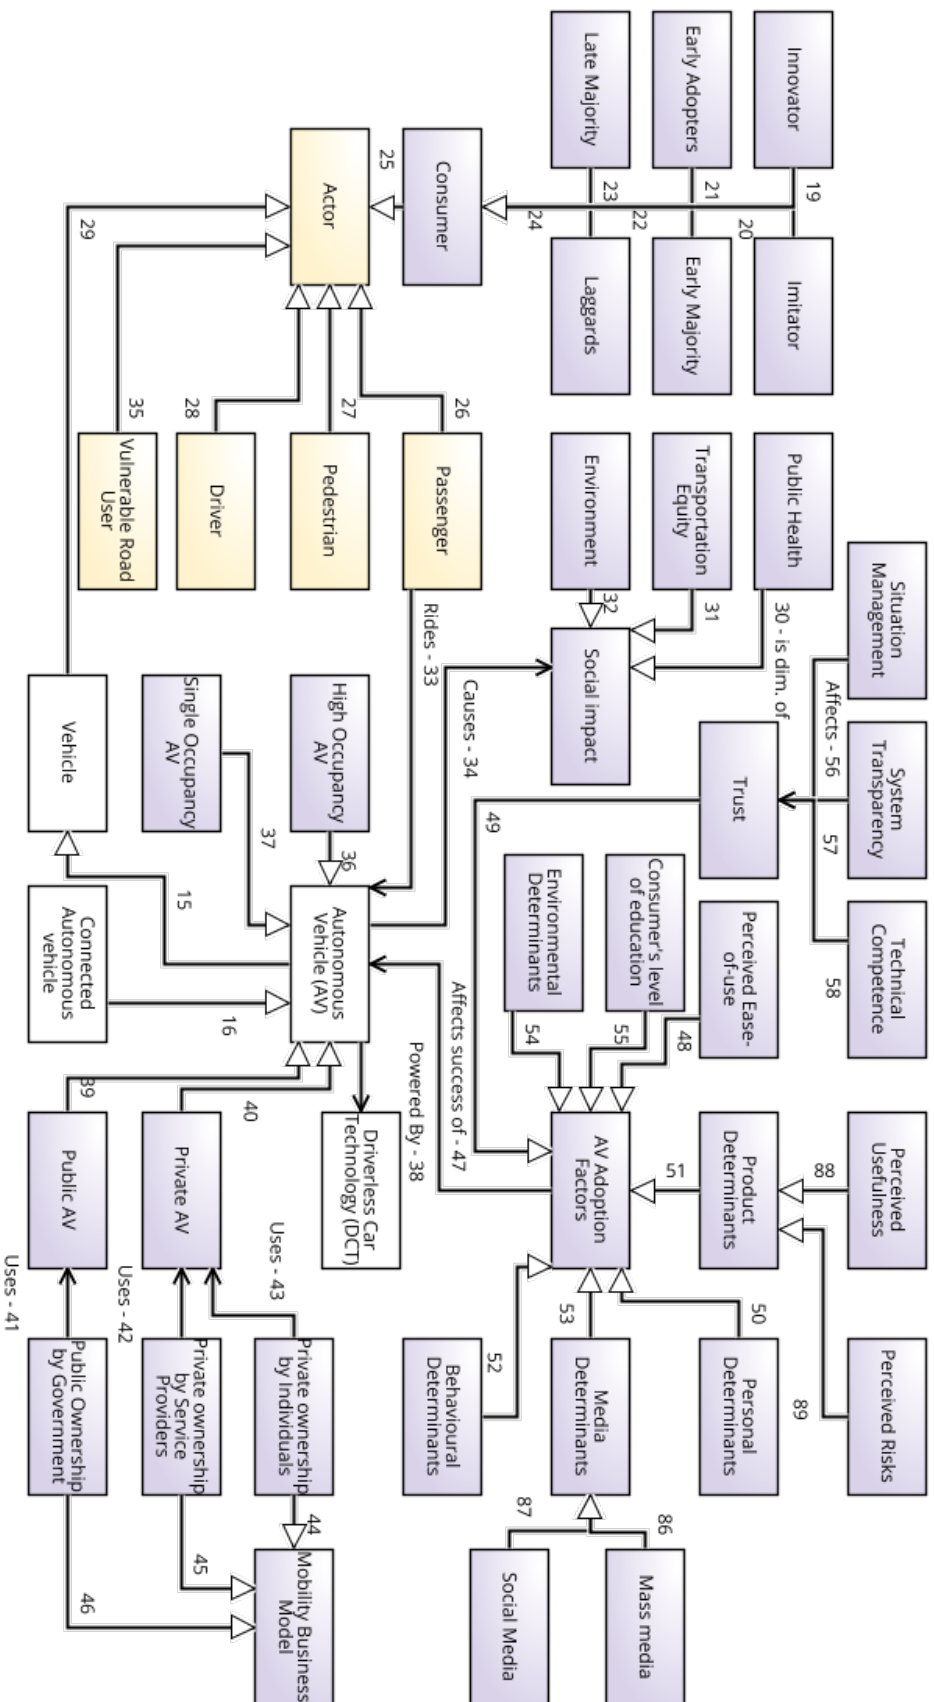 Situation
Management
System
Transparency
Technical
Competence
Perceived
Usefulness
Perceived Risks
Affects - 56
57
58
88
89
Innovator
19
Imitator
20
Public Health
30 - is dim. of
Trust
Perceived Ease-
of-use
Product
Determinants
Personal
Determinants
50
Early Adopters
21
Early Majority
22
Transportation
Equity
31
Consumer's level
of education
48
55
51
Mass media
86
Late Majority
23
Laggards
24
Environment
32
Social impact
Environmental
Determinants
54
AV Adoption
Factors
53
Media
Determinants
87
Social Media
49
52
Behavioural
Determinants
Causes - 34
Affects success of - 47
Consumer
25
26
Passenger
Rides - 33
Powered By - 38
Actor
27
Pedestrian
High Occupancy
AV
36
Autonomous
Vehicle (AV)
Driverless Car
Technology (DCT)
Uses - 43
Private ownership
by Individuals
44
Mobility Business
Model
28
Driver
Single Occupancy
AV
37
15
16
40
Private AV
Uses - 42
Private ownership
by Service
Providers
45
35
Vulnerable Road
User
29
Vehicle
Connected
Autonomous
vehicle
39
Public AV
Uses - 41
Public Ownership
by Government
46